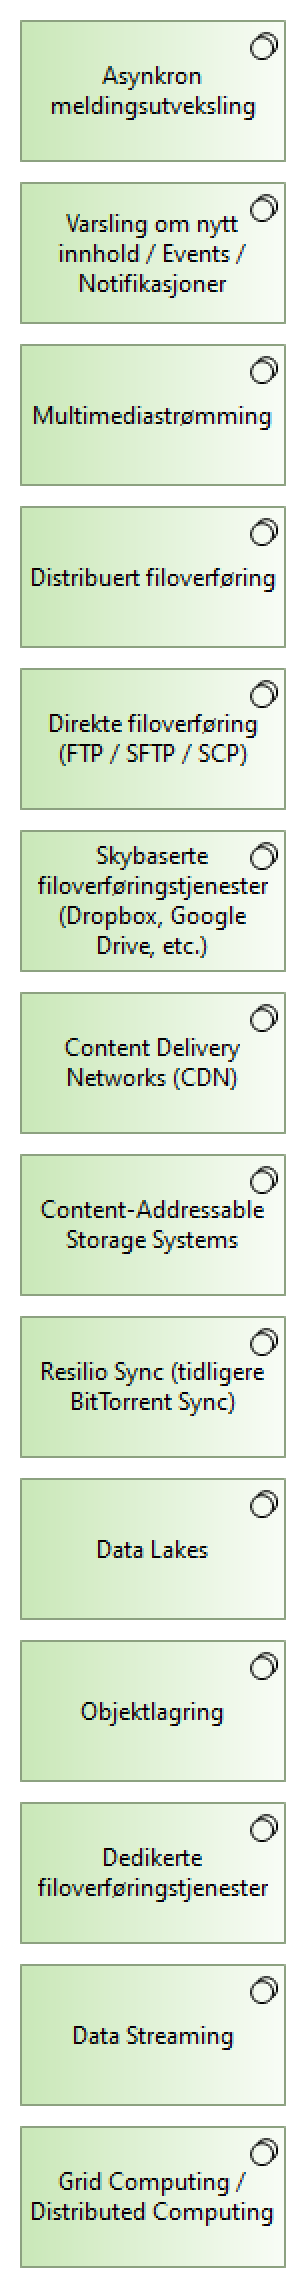 Asynkron
meldingsutveksling
Varsling om nytt
innhold / Events /
Notifikasjoner
Multimediastrømming
Distribuert filoverføring
Direkte filoverføring
(FTP / SFTP / SCP)
Skybaserte
filoverføringstjenester
(Dropbox, Google
Drive, etc.)
Content Delivery
Networks (CDN)
Content-Addressable
Storage Systems
Resilio Sync (tidligere
BitTorrent Sync)
Data Lakes
Objektlagring
Dedikerte
filoverføringstjenester
Data Streaming
Grid Computing /
Distributed Computing